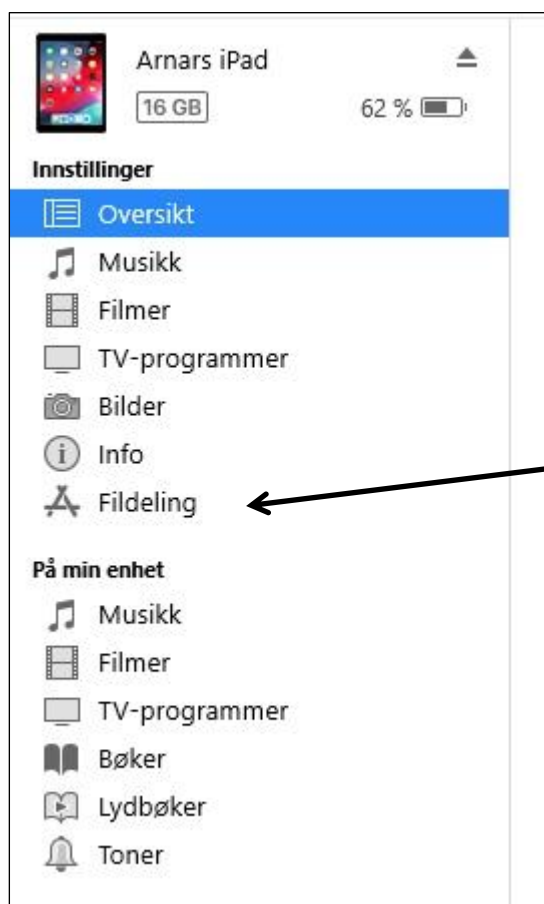 Arnars iPad
16 GB 62 %
Innstillinger
Oversikt
Musikk
Filmer
TV-programmer
Bilder
Info
Fildeling
På min enhet
Musikk
Filmer
TV-programmer
Bøker
Lydbøker
Toner